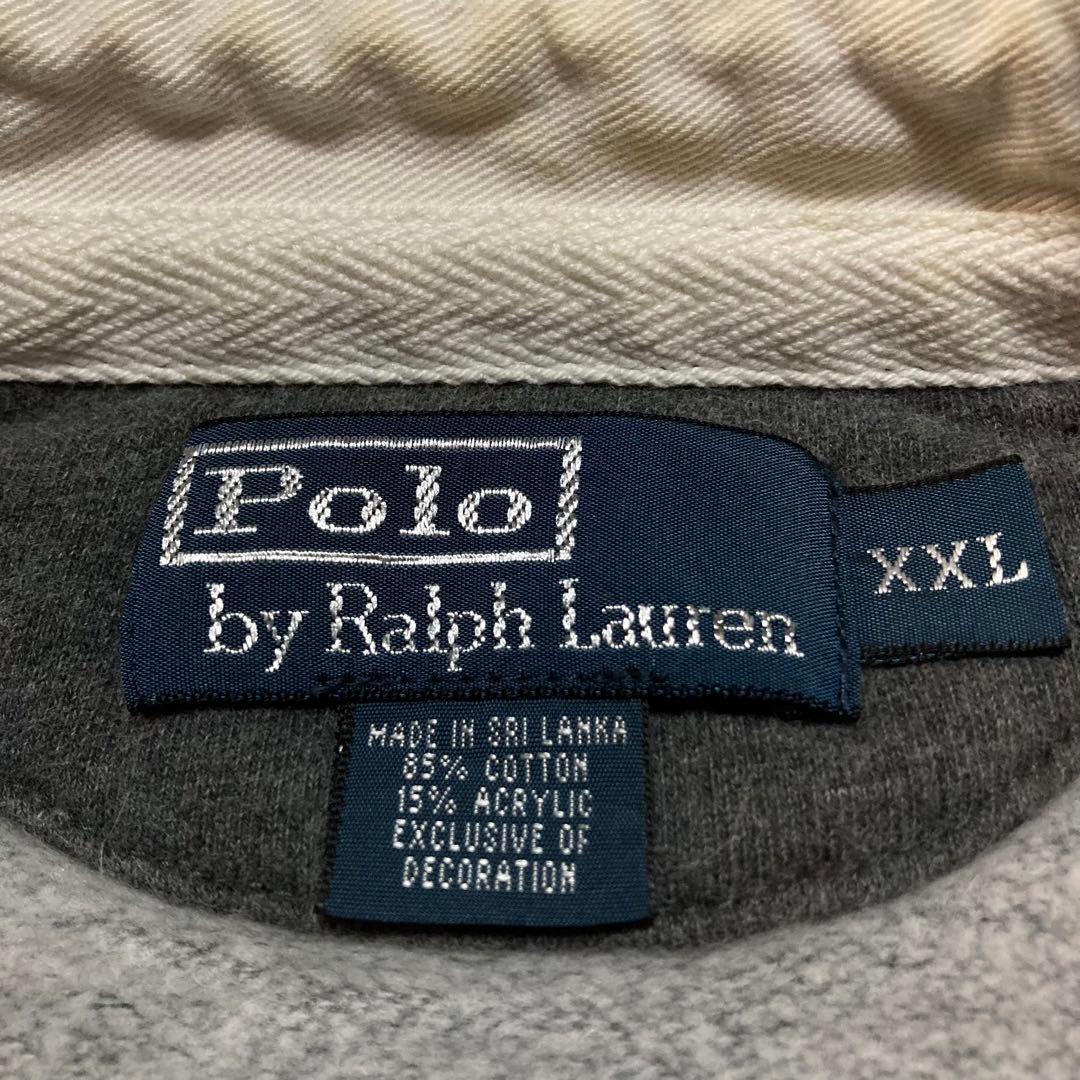 Polo
by Ralph Lauren
XXL
MADE IN SRI LANKA
85% COTTON
15% ACRYLIC
EXCLUSIVE OF
DECORATION